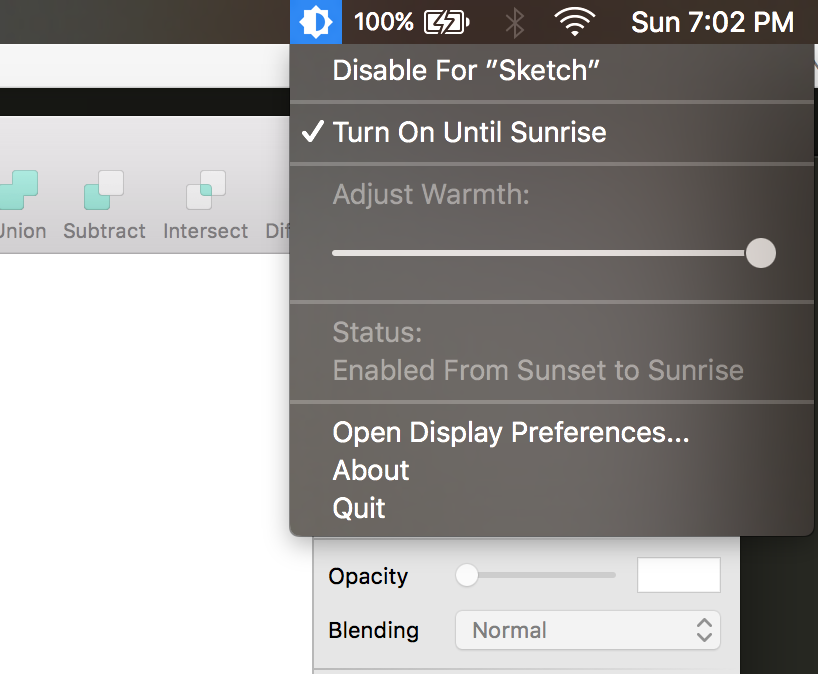 100%
Sun 7:02 PM
Disable For ”Sketch”
✓ Turn On Until Sunrise
Adjust Warmth:
Union Subtract Intersect
Status:
Enabled From Sunset to Sunrise
Open Display Preferences...
About
Quit
Opacity
Blending
Normal